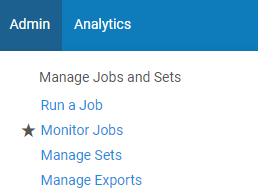 Admin Analytics
Manage Jobs and Sets
Run a Job
Monitor Jobs
Manage Sets
Manage Exports